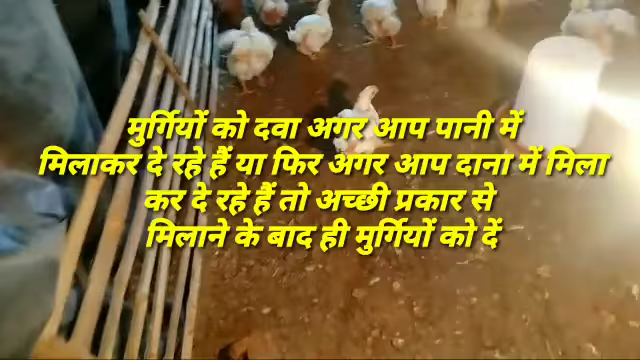 मुर्गियों को दवा अगर आप पानी में
मिलाकर दे रहे हैं या फिर अगर आप दाना में मिला
कर दे रहे हैं तो अच्छी प्रकार से
मिलाने के बाद ही मुर्गियों को दें